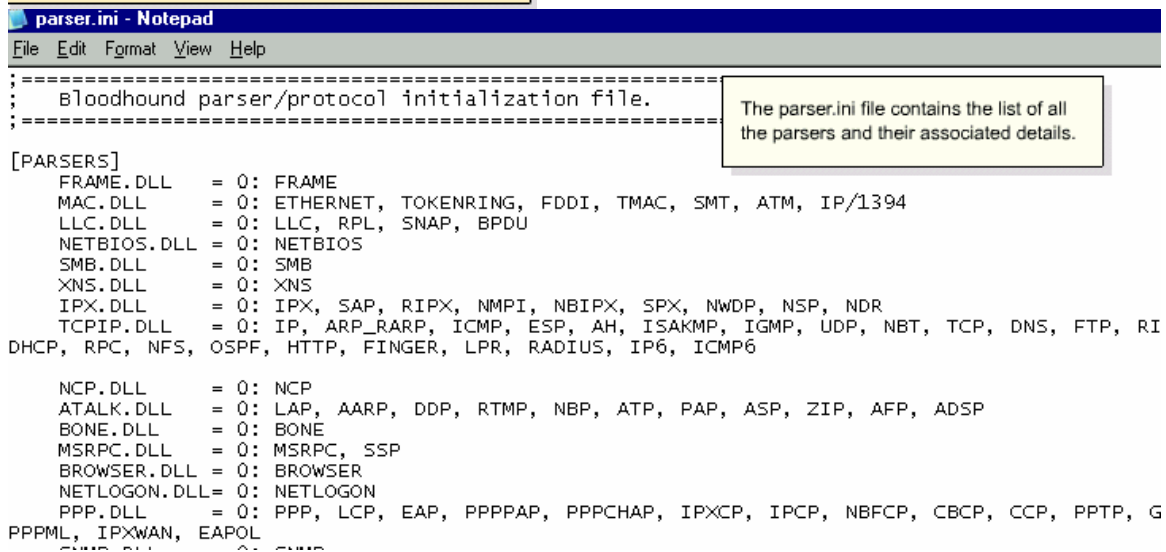 parser.ini - Notepad
File Edit Format View Help
;=========================================================
; Bloodhound parser/protocol initialization file.
;=========================================================
The parser.ini file contains the list of all
the parsers and their associated details.
[PARSERS]
FRAME.DLL = 0: FRAME
MAC.DLL = 0: ETHERNET, TOKENRING, FDDI, TMAC, SMT, ATM, IP/1394
LLC.DLL = 0: LLC, RPL, SNAP, BPDU
NETBIOS.DLL = 0: NETBIOS
SMB.DLL = 0: SMB
XNS.DLL = 0: XNS
IPX.DLL = 0: IPX, SAP, RIPX, NMPI, NBIPX, SPX, NWDP, NSP, NDR
TCPIP.DLL = 0: IP, ARP_RARP, ICMP, ESP, AH, ISAKMP, IGMP, UDP, NBT, TCP, DNS, FTP, RI
DHCP, RPC, NFS, OSPF, HTTP, FINGER, LPR, RADIUS, IP6, ICMP6
NCP.DLL = 0: NCP
ATALK.DLL = 0: LAP, AARP, DDP, RTMP, NBP, ATP, PAP, ASP, ZIP, AFP, ADSP
BONE.DLL = 0: BONE
MSRPC.DLL = 0: MSRPC, SSP
BROWSER.DLL = 0: BROWSER
NETLOGON.DLL= 0: NETLOGON
PPP.DLL = 0: PPP, LCP, EAP, PPPPAP, PPPCHAP, IPXCP, IPCP, NBFCP, CBCP, CCP, PPTP, G
PPPML, IPXWAN, EAPOL